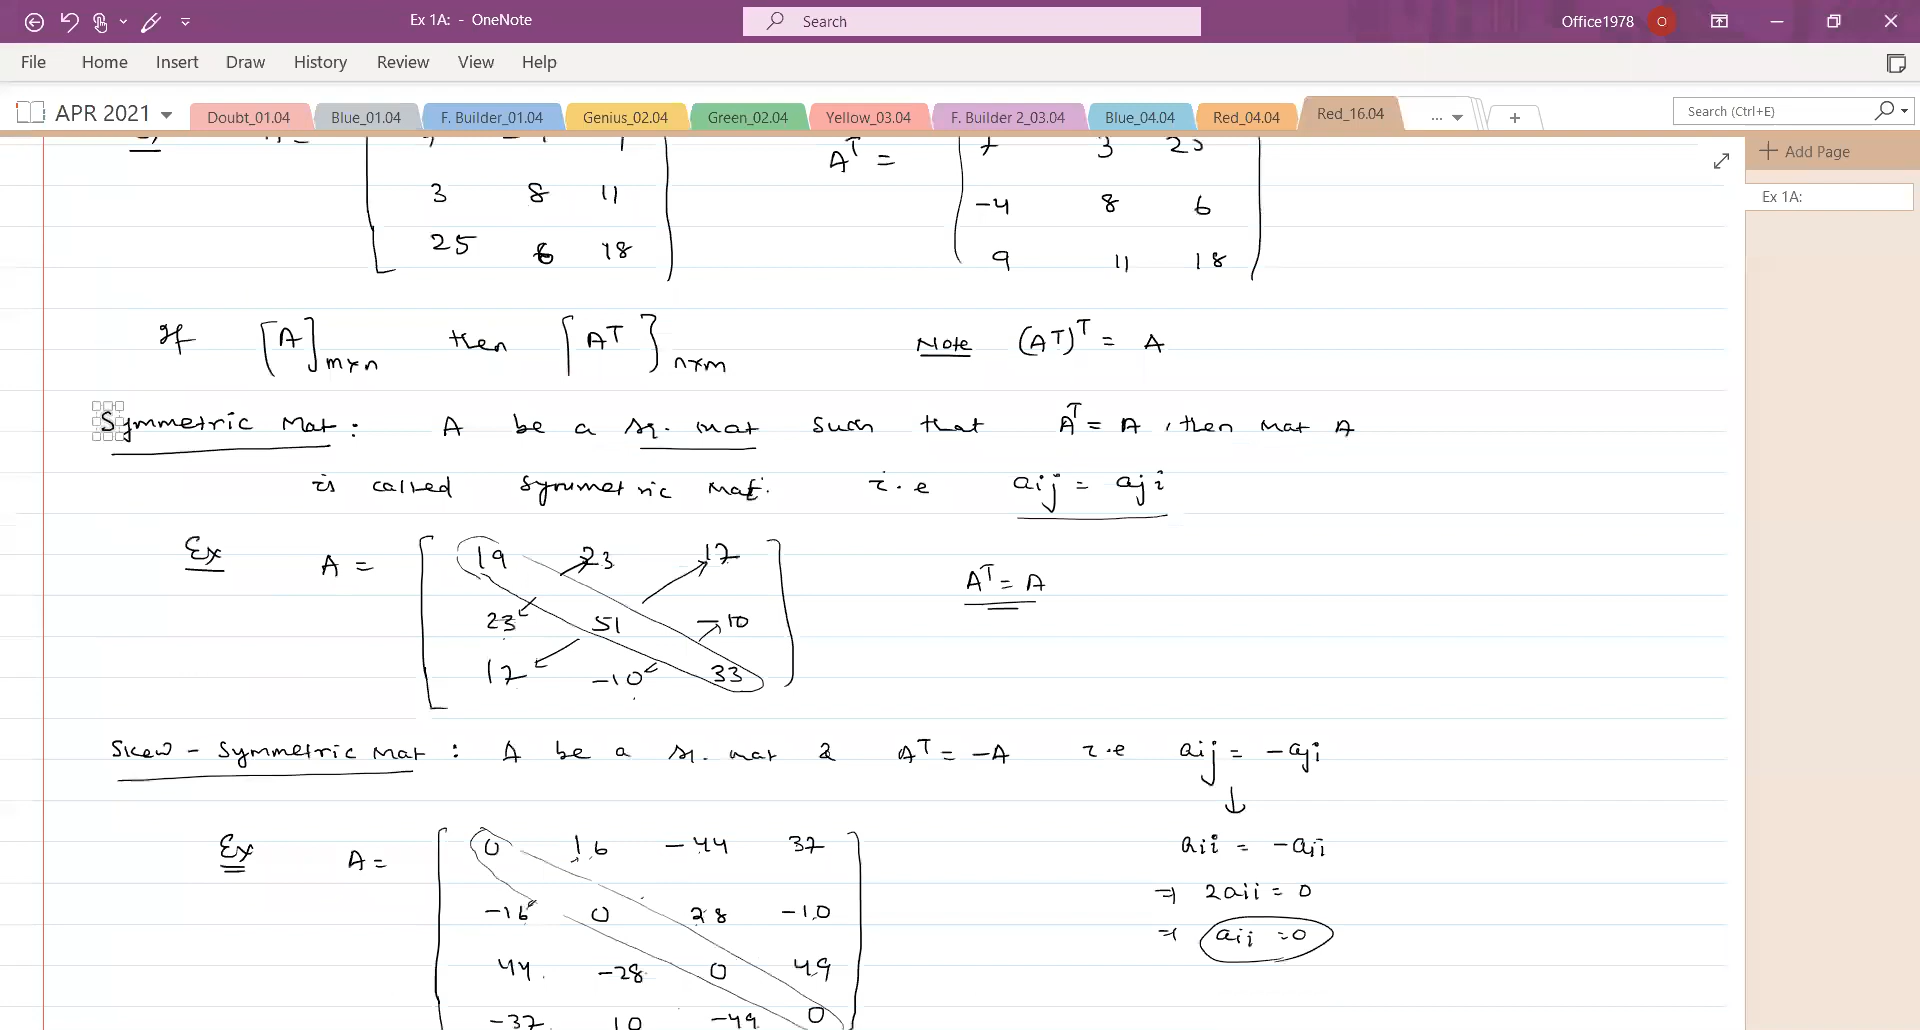 Ex 1A: - OneNote
Search
Office1978 O
File Home Insert Draw History Review View Help
APR 2021
Doubt_01.04 Blue_01.04 F. Builder_01.04 Genius_02.04 Green_02.04 Yellow_03.04 F. Builder 2_03.04 Blue_04.04 Red_04.04 Red_16.04 ... +
Search (Ctrl+E)
Add Page
Ex 1A:
3 8 11
25 6 18
A^T =
7 3 25
-4 8 6
9 11 18
If [A]m×n then [A^T]n×m Note (A^T)^T = A
Symmetric Mat : A be a sq. mat such that A^T = A , then mat A
is called symmetric mat. i.e aij = aji
Ex A =
19 23 17
23 51 -10
17 -10 33
A^T = A
Skew - Symmetric Mat : A be a sq. mat & A^T = -A i.e aij = -aji
↓
aii = -aii
⇒ 2aii = 0
⇒ aii = 0
Ex A =
0 16 -44 37
-16 0 28 -10
44 -28 0 49
-37 10 -49 0